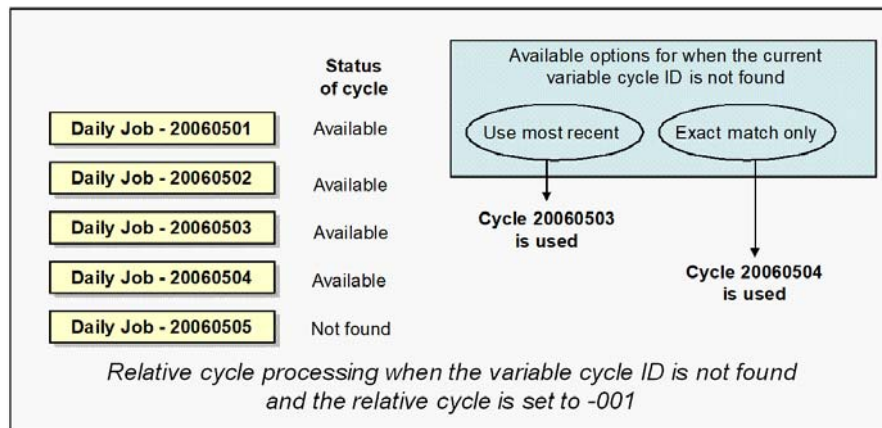 Status
of cycle
Daily Job - 20060501
Available
Daily Job - 20060502
Available
Daily Job - 20060503
Available
Daily Job - 20060504
Available
Daily Job - 20060505
Not found
Available options for when the current
variable cycle ID is not found
Use most recent
Exact match only
Cycle 20060503
is used
Cycle 20060504
is used
Relative cycle processing when the variable cycle ID is not found
and the relative cycle is set to -001